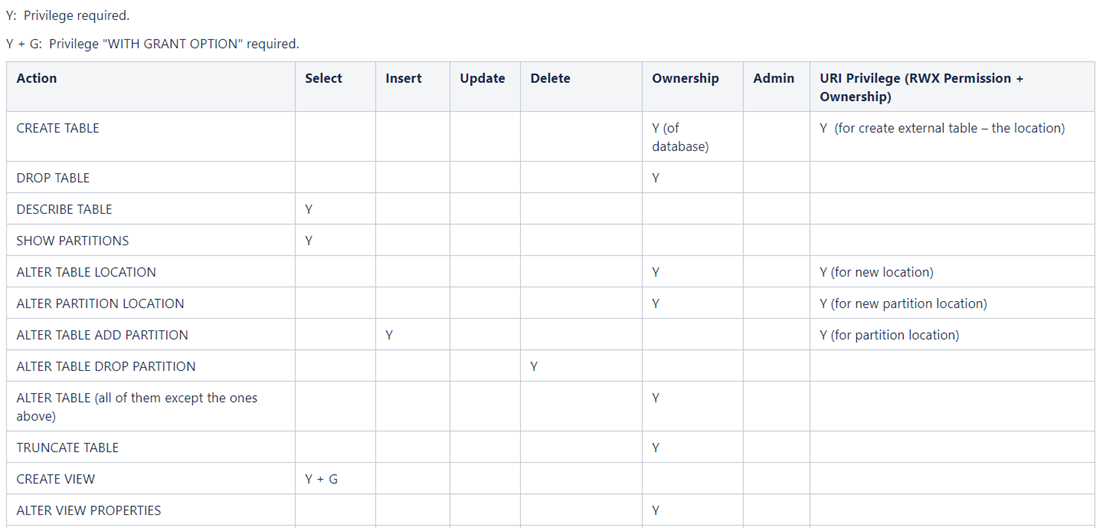 Y:  Privilege required.
Y + G:  Privilege "WITH GRANT OPTION" required.
Action Select Insert Update Delete Ownership Admin URI Privilege (RWX Permission +
Ownership)
CREATE TABLE Y (of Y  (for create external table – the location)
database)
DROP TABLE Y
DESCRIBE TABLE Y
SHOW PARTITIONS Y
ALTER TABLE LOCATION Y Y (for new location)
ALTER PARTITION LOCATION Y Y (for new partition location)
ALTER TABLE ADD PARTITION Y Y (for partition location)
ALTER TABLE DROP PARTITION Y
ALTER TABLE (all of them except the ones Y
above)
TRUNCATE TABLE Y
CREATE VIEW Y + G
ALTER VIEW PROPERTIES Y